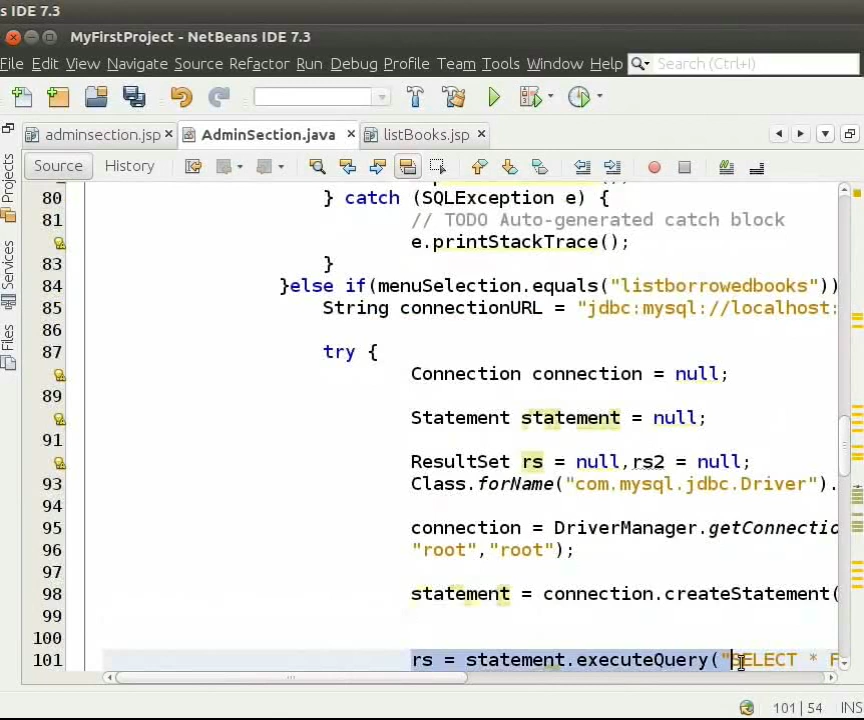 s IDE 7.3
MyFirstProject - NetBeans IDE 7.3
File Edit View Navigate Source Refactor Run Debug Profile Team Tools Window Help Search (Ctrl+I)
adminsection.jsp AdminSection.java listBooks.jsp
Source History
Projects
Services
Files
80 } catch (SQLException e) {
81 // TODO Auto-generated catch block
e.printStackTrace();
83 }
84 }else if(menuSelection.equals("listborrowedbooks"))
85 String connectionURL = "jdbc:mysql://localhost:
86
87 try {
Connection connection = null;
89
Statement statement = null;
91
ResultSet rs = null,rs2 = null;
93 Class.forName("com.mysql.jdbc.Driver").
94
95 connection = DriverManager.getConnectio
96 "root","root");
97
98 statement = connection.createStatement(
99
100
101 rs = statement.executeQuery("SELECT * F
101 | 54 INS